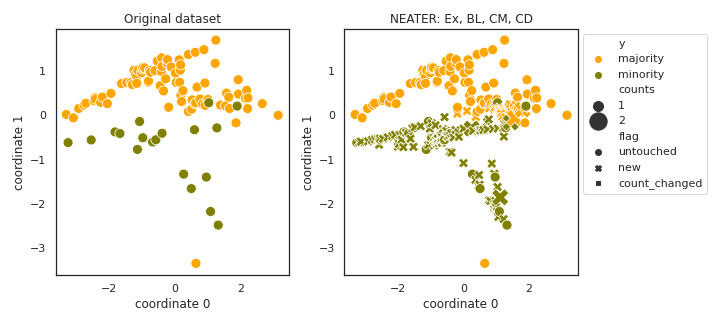 Original dataset
coordinate 1
1
0
−1
−2
−3
−2
0
2
coordinate 0
NEATER: Ex, BL, CM, CD
coordinate 1
1
0
−1
−2
−3
−2
0
2
coordinate 0
y
majority
minority
counts
1
2
flag
untouched
new
count_changed